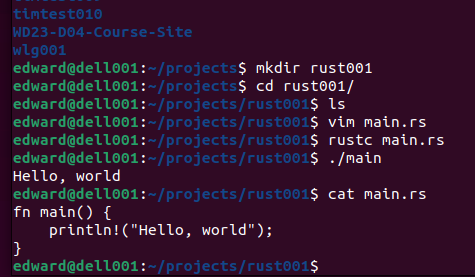 timtest010
WD23-D04-Course-Site
wlg001
edward@dell001:~/projects$ mkdir rust001
edward@dell001:~/projects$ cd rust001/
edward@dell001:~/projects/rust001$ ls
edward@dell001:~/projects/rust001$ vim main.rs
edward@dell001:~/projects/rust001$ rustc main.rs
edward@dell001:~/projects/rust001$ ./main
Hello, world
edward@dell001:~/projects/rust001$ cat main.rs
fn main() {
    println!("Hello, world");
}
edward@dell001:~/projects/rust001$